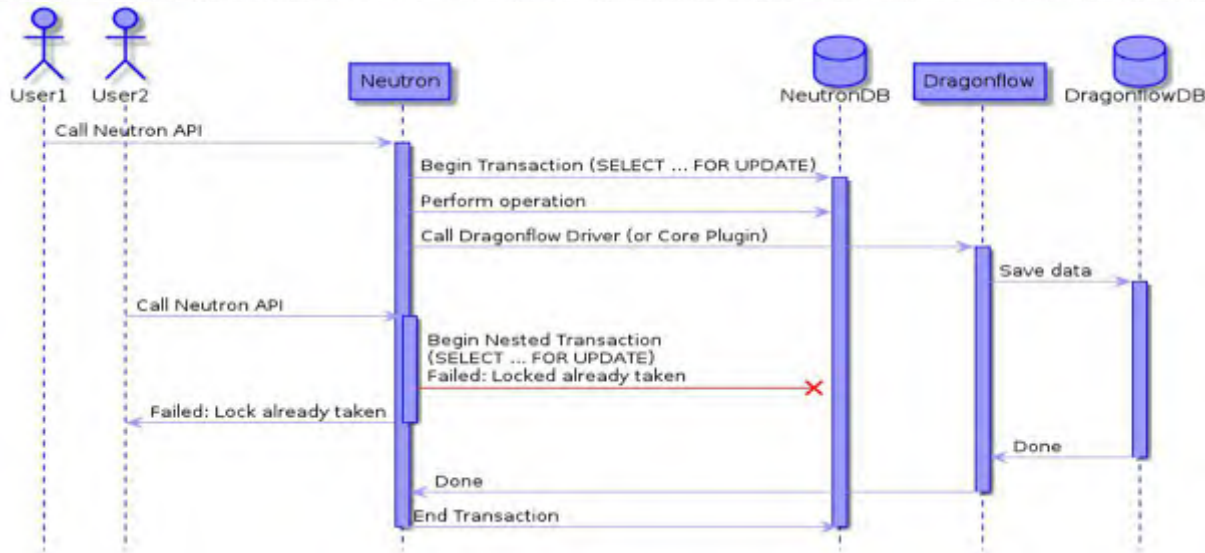 User1
User2
Neutron
NeutronDB
Dragonflow
DragonflowDB
Call Neutron API
Begin Transaction (SELECT ... FOR UPDATE)
Perform operation
Call Dragonflow Driver (or Core Plugin)
Save data
Call Neutron API
Begin Nested Transaction
(SELECT ... FOR UPDATE)
Failed: Locked already taken
Failed: Lock already taken
Done
Done
End Transaction